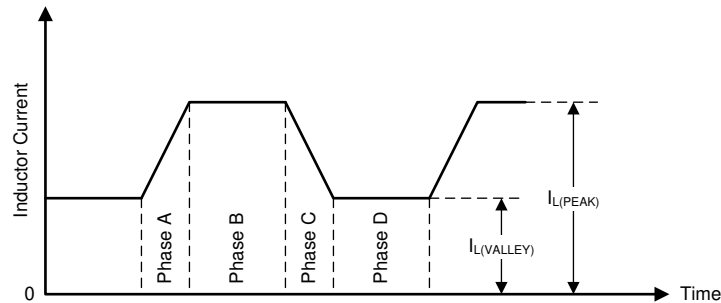 Inductor Current
Phase A
Phase B
Phase C
Phase D
I_L(VALLEY)
I_L(PEAK)
0
Time